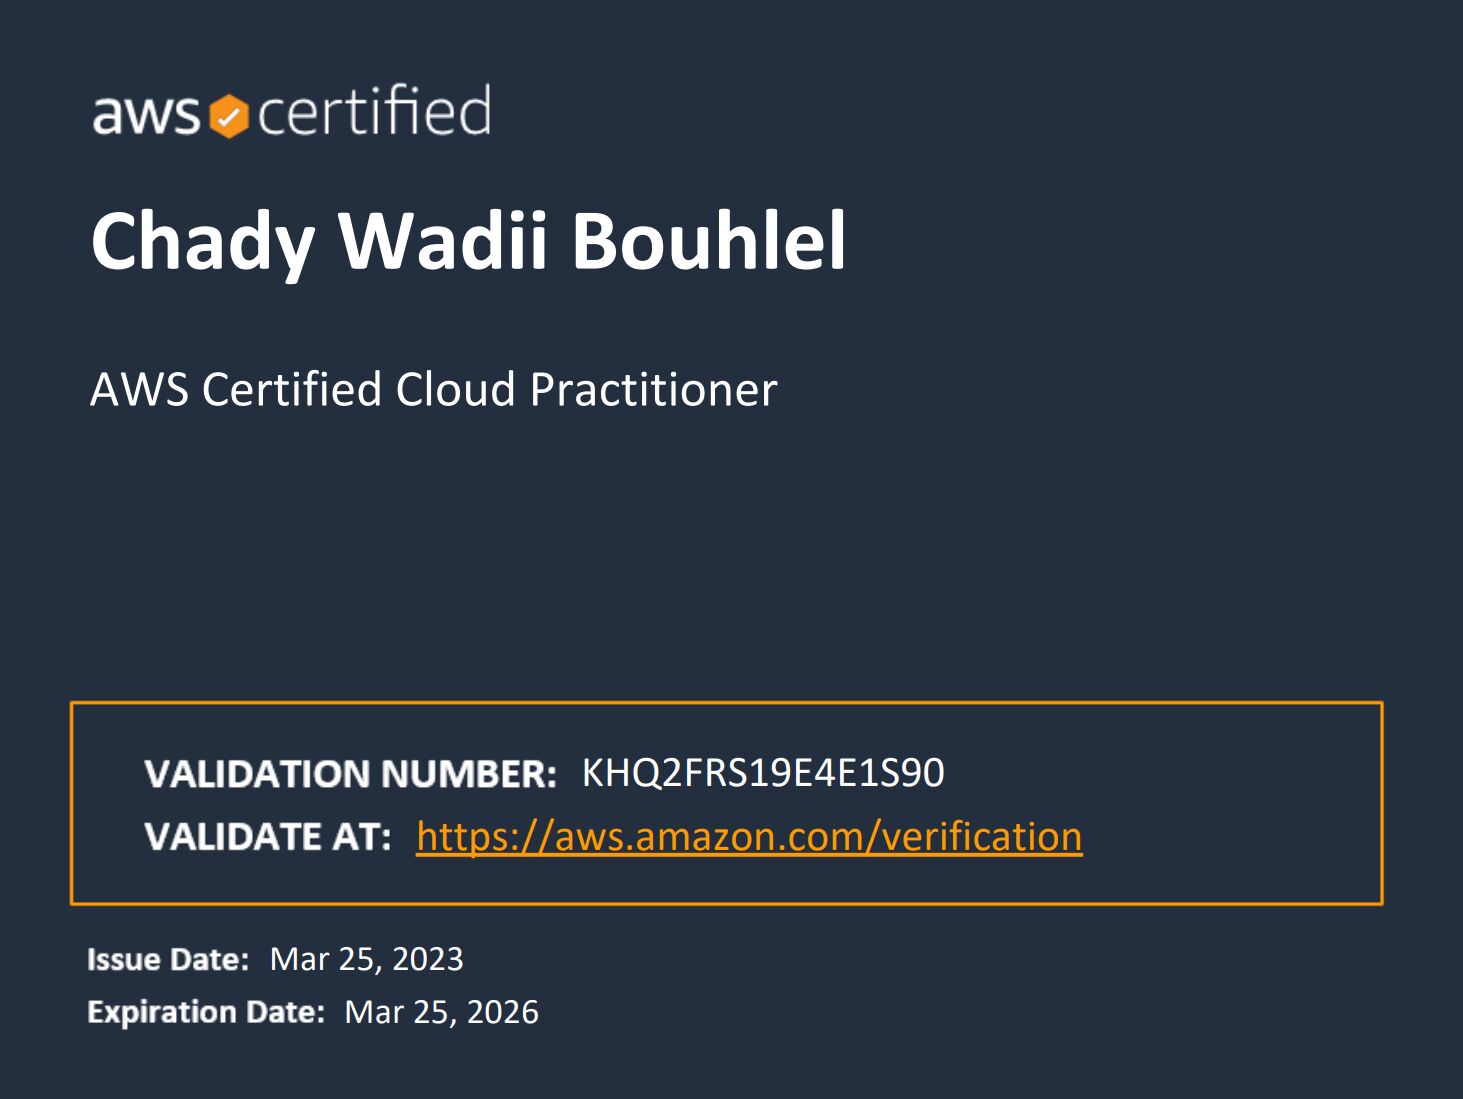 aws certified
Chady Wadii Bouhlel
AWS Certified Cloud Practitioner
VALIDATION NUMBER: KHQ2FRS19E4E1S90
VALIDATE AT: https://aws.amazon.com/verification
Issue Date: Mar 25, 2023
Expiration Date: Mar 25, 2026